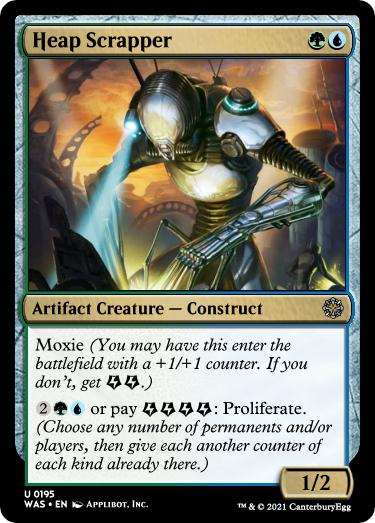 Heap Scrapper
Artifact Creature — Construct
Moxie (You may have this enter the
battlefield with a +1/+1 counter. If you
don't, get .)
2 or pay : Proliferate.
(Choose any number of permanents and/or
players, then give each another counter of
each kind already there.)
1/2
U 0195
WAS • EN APPLIBOT, INC.
™ & © 2021 CanterburyEgg